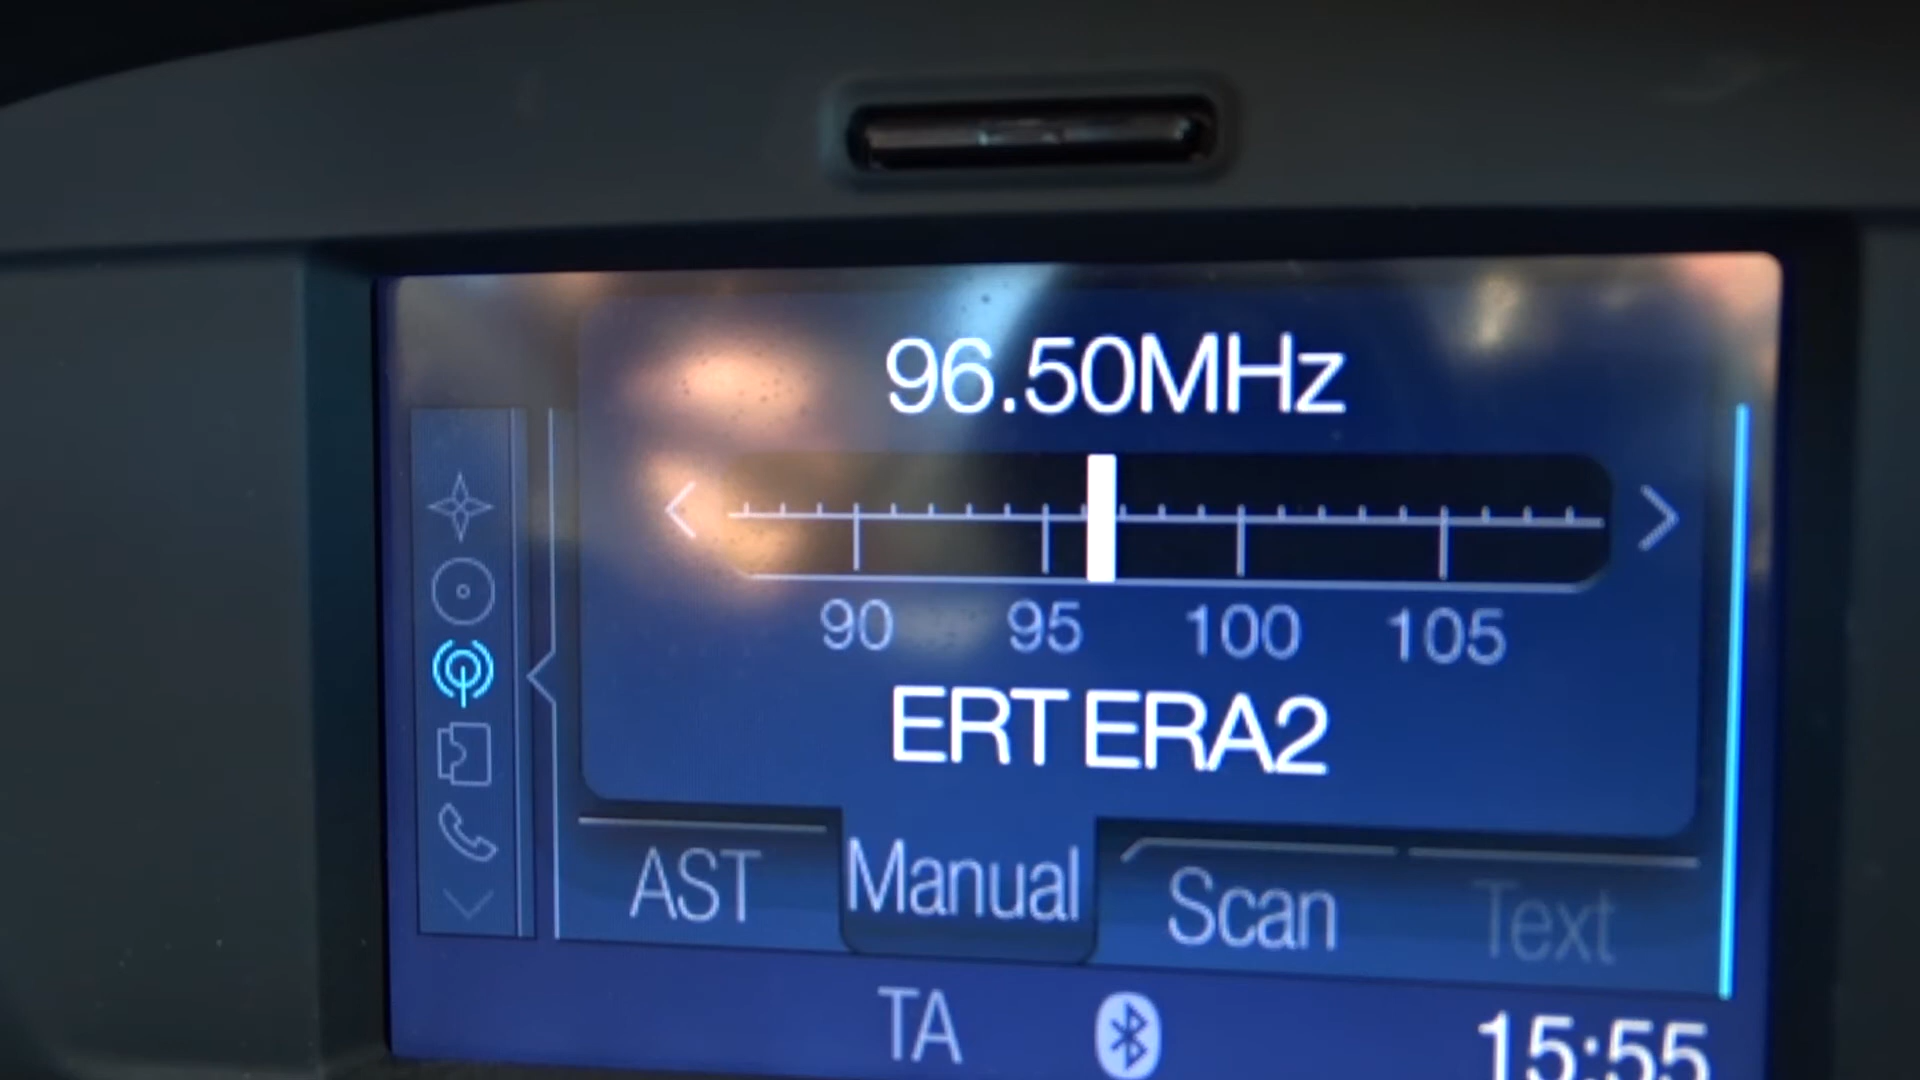 96.50MHz
90 95 100 105
ERT ERA2
AST Manual Scan Text
TA 15:55